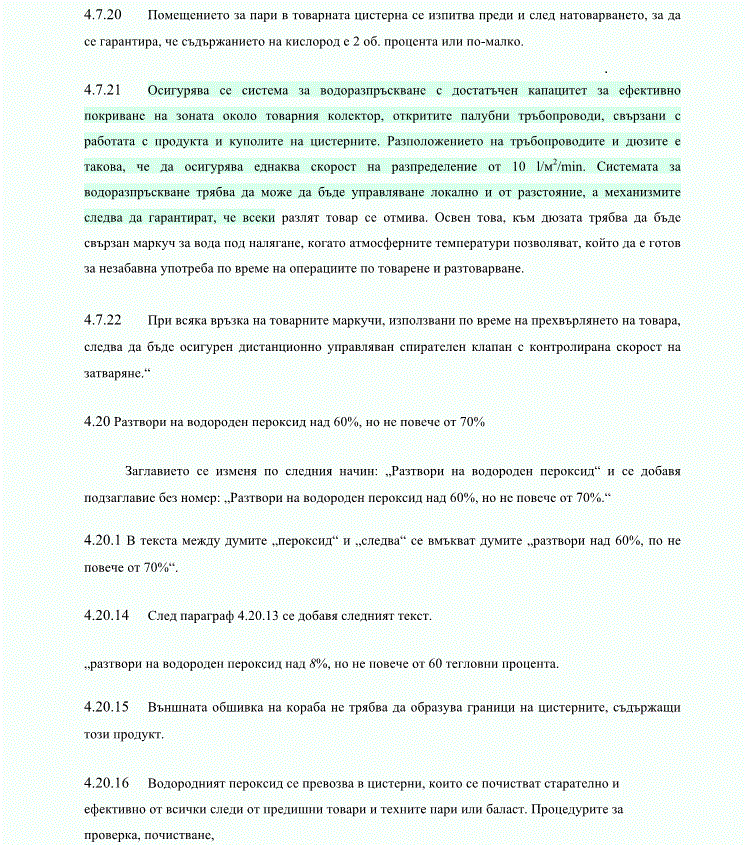 4.7.20 Помещението за пари в товарната цистерна се изпитва преди и след натоварването, за да
се гарантира, че съдържанието на кислород е 2 об. процента или по-малко.
4.7.21 Осигурява се система за водоразпръскване с достатъчен капацитет за ефективно
покриване на зоната около товарния колектор, откритите палубни тръбопроводи, свързани с
работата с продукта и куполите на цистерните. Разположението на тръбопроводите и дюзите е
такова, че да осигурява еднаква скорост на разпределение от 10 l/м²/min. Системата за
водоразпръскване трябва да може да бъде управляване локално и от разстояние, а механизмите
следва да гарантират, че всеки разлят товар се отмива. Освен това, към дюзата трябва да бъде
свързан маркуч за вода под налягане, когато атмосферните температури позволяват, който да е готов
за незабавна употреба по време на операциите по товарене и разтоварване.
4.7.22 При всяка връзка на товарните маркучи, използвани по време на прехвърлянето на товара,
следва да бъде осигурен дистанционно управляван спирателен клапан с контролирана скорост на
затваряне.“
4.20 Разтвори на водороден пероксид над 60%, но не повече от 70%
Заглавието се изменя по следния начин: „Разтвори на водороден пероксид“ и се добавя
подзаглавие без номер: „Разтвори на водороден пероксид над 60%, но не повече от 70%.“
4.20.1 В текста между думите „пероксид“ и „следва“ се вмъкват думите „разтвори над 60%, по не
повече от 70%“.
4.20.14 След параграф 4.20.13 се добавя следният текст.
„разтвори на водороден пероксид над 8%, но не повече от 60 тегловни процента.
4.20.15 Външната обшивка на кораба не трябва да образува граници на цистерните, съдържащи
този продукт.
4.20.16 Водородният пероксид се превозва в цистерни, които се почистват старателно и
ефективно от всички следи от предишни товари и техните пари или баласт. Процедурите за
проверка, почистване,